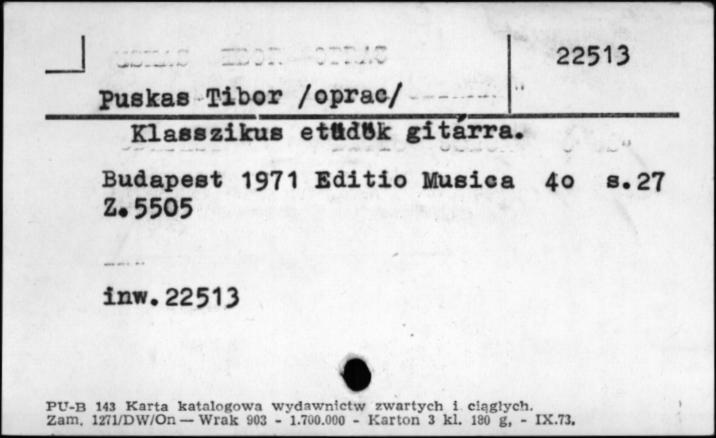 22513
Puskas Tibor /oprac/
Klasszikus etüdök gitárra.
Budapest 1971 Editio Musica 4o s.27
Z.5505
inw.22513
PU-B 143 Karta katalogowa wydawnictw zwartych i ciągłych.
Zam. 1271/DW/On — Wrak 903 - 1.700.000 - Karton 3 kl. 180 g, - IX.73.